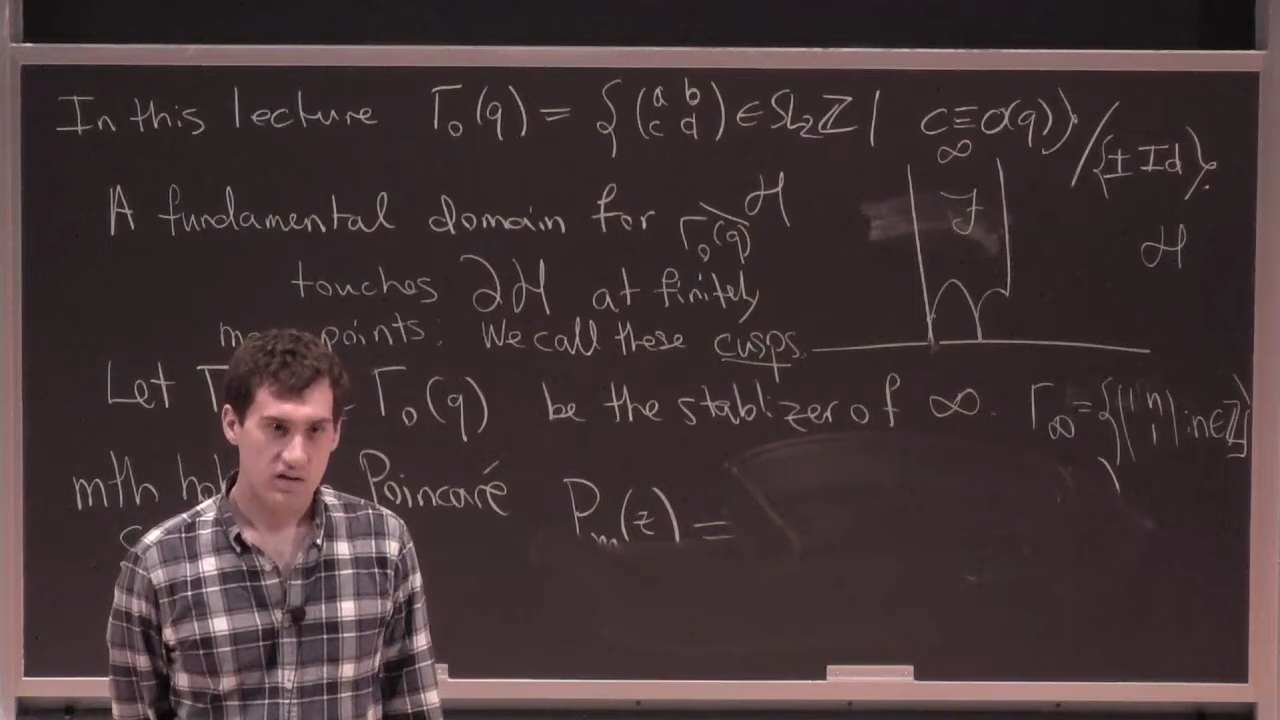 In this lecture Γ₀(q) = {(a b c d) ∈ SL₂ℤ | c≡0(q)} / {± Id}.
A fundamental domain for Γ₀(q)\H
touches ∂H at finitely
points. We call these cusps.
∞
F
H
Let Γ₀(q) be the stablizer of ∞. Γ∞ = {(1 n 1) | n∈ℤ}
mth Poincaré Pₘ(z) =